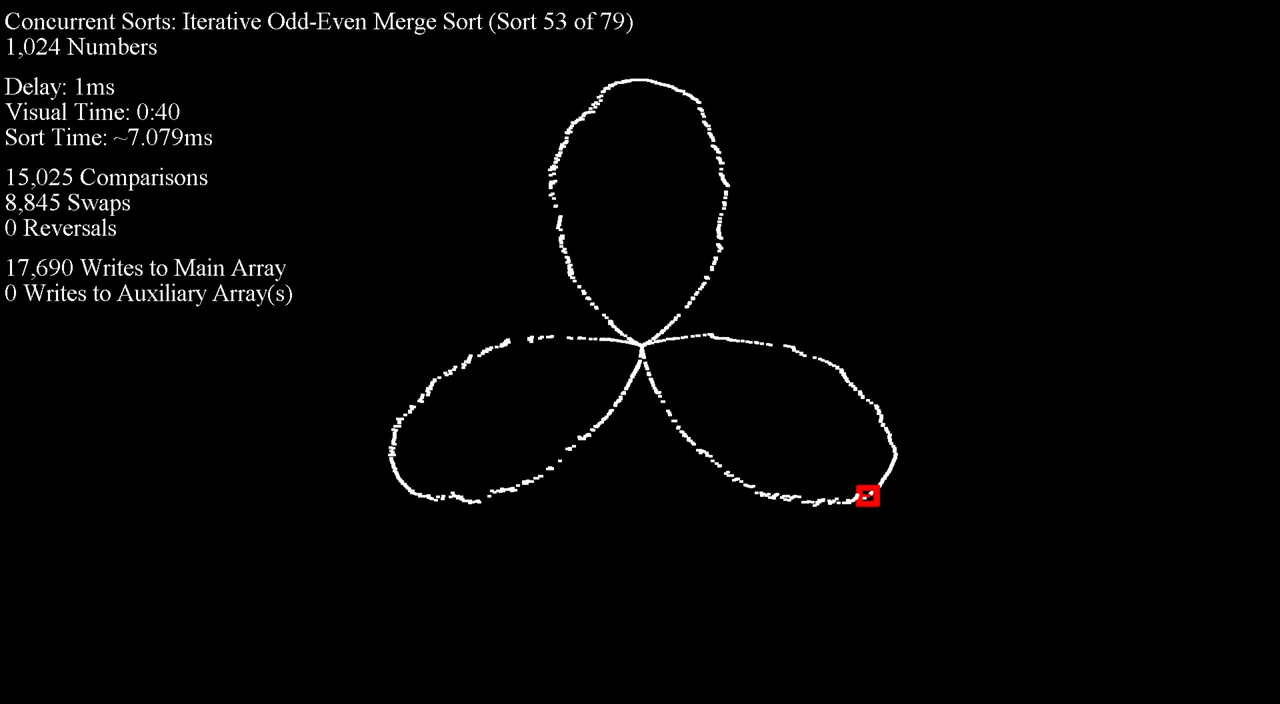 Concurrent Sorts: Iterative Odd-Even Merge Sort (Sort 53 of 79)
1,024 Numbers
Delay: 1ms
Visual Time: 0:40
Sort Time: ~7.079ms
15,025 Comparisons
8,845 Swaps
0 Reversals
17,690 Writes to Main Array
0 Writes to Auxiliary Array(s)